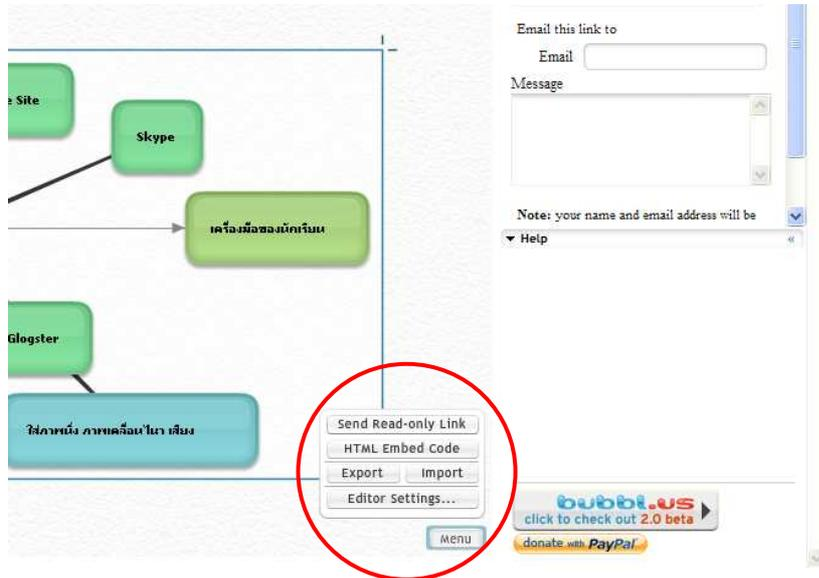 e Site
Skype
เครื่องมือของนักเรียน
Glogster
ใส่ภาพนิ่ง ภาพเคลื่อนไหว เสียง
Send Read-only Link
HTML Embed Code
Export Import
Editor Settings...
Menu
Email this link to
Email
Message
Note: your name and email address will be
Help
bubbl.us
click to check out 2.0 beta
donate with PayPal